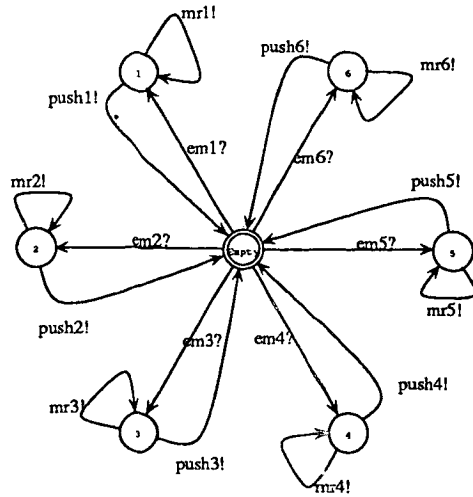 mr1!
1
push1!
push6!
6
mr6!
em1?
em6?
mr2!
2
em2?
push2!
Empty
em5?
push5!
5
mr5!
em3?
em4?
mr3!
3
push3!
push4!
4
mr4!